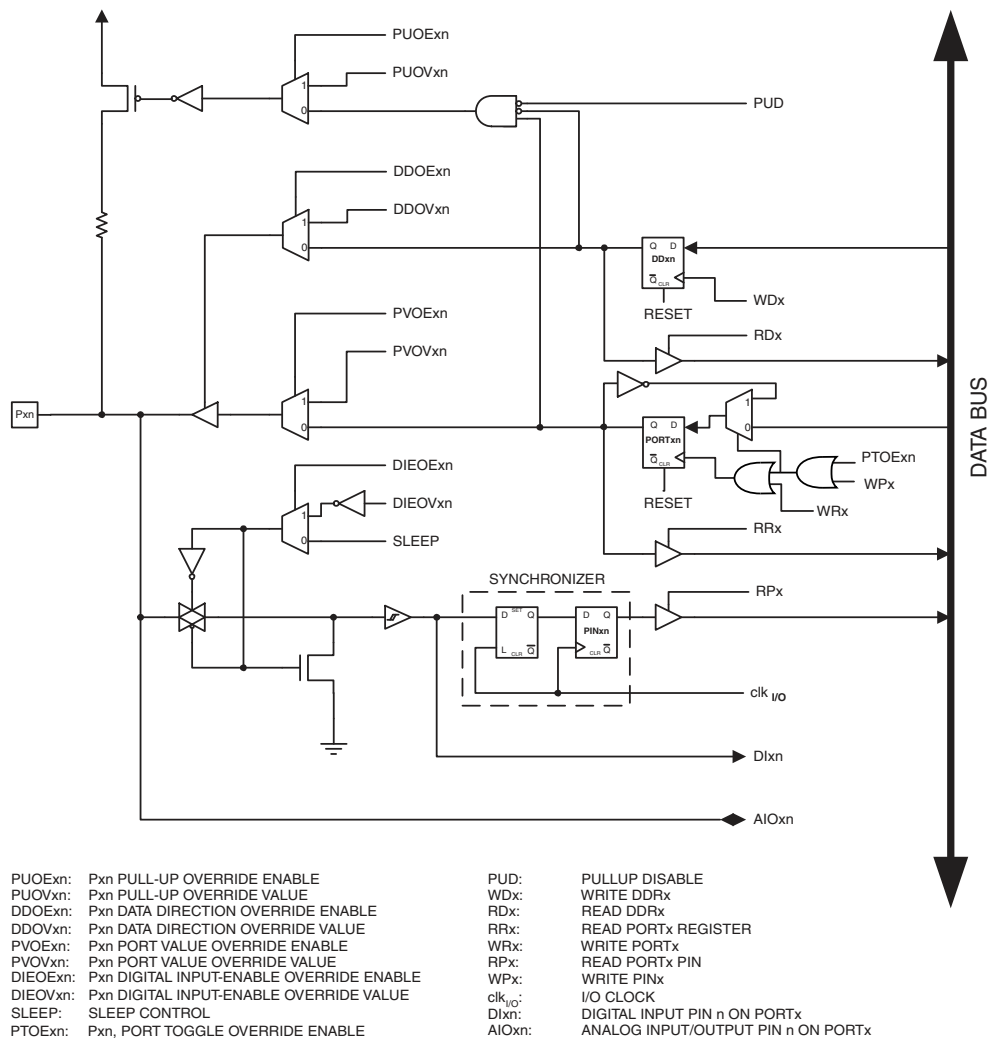 PUOExn
PUOVxn
1
0
PUD
DDOExn
DDOVxn
1
0
Q D
DDxn
Q CLR
WDx
RESET
RDx
PVOExn
PVOVxn
1
0
Pxn
1
0
Q D
PORTxn
Q CLR
RESET
PTOExn
WPx
WRx
DATA BUS
DIEOExn
DIEOVxn
1
0
SLEEP
RRx
SYNCHRONIZER
RPx
D SET Q
L CLR Q
D Q
PINxn
CLR Q
clk I/O
DIxn
AIOxn
PUOExn: Pxn PULL-UP OVERRIDE ENABLE
PUOVxn: Pxn PULL-UP OVERRIDE VALUE
DDOExn: Pxn DATA DIRECTION OVERRIDE ENABLE
DDOVxn: Pxn DATA DIRECTION OVERRIDE VALUE
PVOExn: Pxn PORT VALUE OVERRIDE ENABLE
PVOVxn: Pxn PORT VALUE OVERRIDE VALUE
DIEOExn: Pxn DIGITAL INPUT-ENABLE OVERRIDE ENABLE
DIEOVxn: Pxn DIGITAL INPUT-ENABLE OVERRIDE VALUE
SLEEP: SLEEP CONTROL
PTOExn: Pxn, PORT TOGGLE OVERRIDE ENABLE
PUD: PULLUP DISABLE
WDx: WRITE DDRx
RDx: READ DDRx
RRx: READ PORTx REGISTER
WRx: WRITE PORTx
RPx: READ PORTx PIN
WPx: WRITE PINx
clk I/O: I/O CLOCK
DIxn: DIGITAL INPUT PIN n ON PORTx
AIOxn: ANALOG INPUT/OUTPUT PIN n ON PORTx